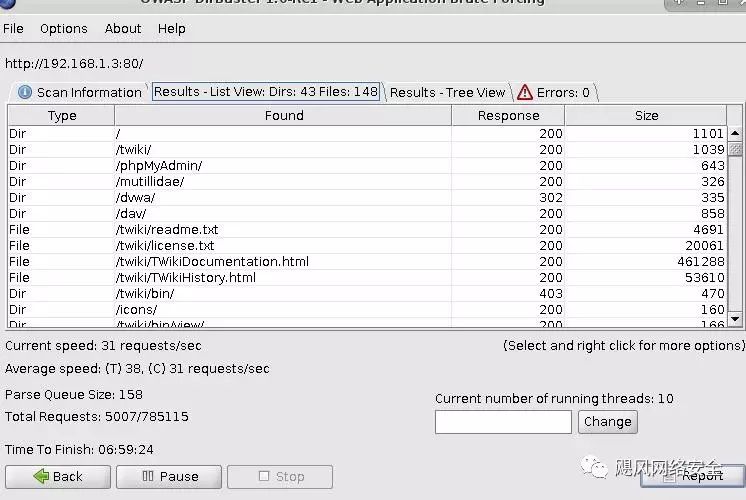 OWASP DirBuster 1.0-RC1 - Web Application Brute Forcing
File Options About Help
http://192.168.1.3:80/
Scan Information Results - List View: Dirs: 43 Files: 148 Results - Tree View Errors: 0
Type Found Response Size
Dir / 200 1101
Dir /twiki/ 200 1039
Dir /phpMyAdmin/ 200 643
Dir /mutillidae/ 200 326
Dir /dvwa/ 302 335
Dir /dav/ 200 858
File /twiki/readme.txt 200 4691
File /twiki/license.txt 200 20061
File /twiki/TWikiDocumentation.html 200 461288
File /twiki/TWikiHistory.html 200 53610
Dir /twiki/bin/ 403 470
Dir /icons/ 200 160
Dir /twiki/bin/view/ 200 166
Current speed: 31 requests/sec (Select and right click for more options)
Average speed: (T) 38, (C) 31 requests/sec
Parse Queue Size: 158
Current number of running threads: 10
Total Requests: 5007/785115
Change
Time To Finish: 06:59:24
Back Pause Stop Report
飓风网络安全